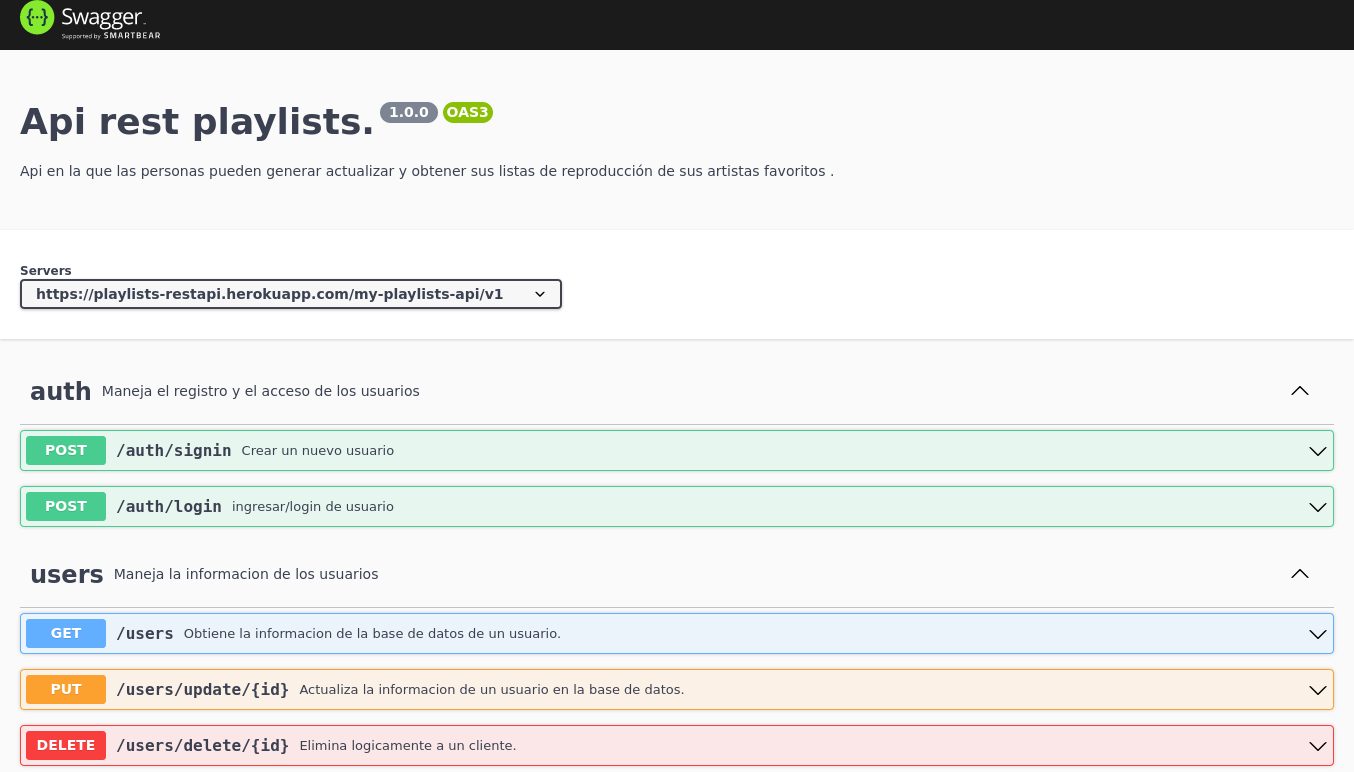 Swagger
Supported by SMARTBEAR
Api rest playlists. 1.0.0 OAS3
Api en la que las personas pueden generar actualizar y obtener sus listas de reproducción de sus artistas favoritos .
Servers
https://playlists-restapi.herokuapp.com/my-playlists-api/v1
auth Maneja el registro y el acceso de los usuarios
POST /auth/signin Crear un nuevo usuario
POST /auth/login ingresar/login de usuario
users Maneja la informacion de los usuarios
GET /users Obtiene la informacion de la base de datos de un usuario.
PUT /users/update/{id} Actualiza la informacion de un usuario en la base de datos.
DELETE /users/delete/{id} Elimina logicamente a un cliente.